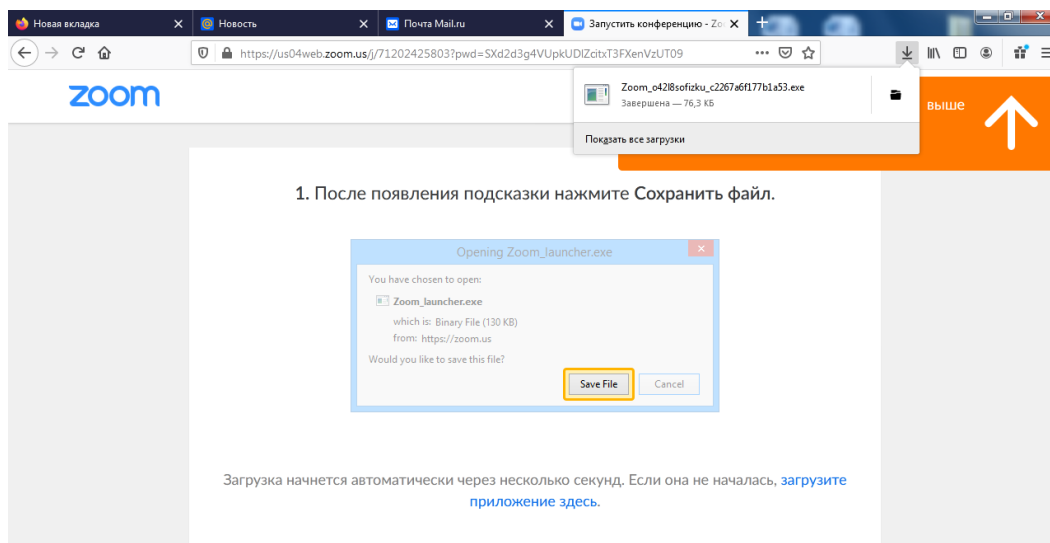 Новая вкладка
Новость
Почта Mail.ru
Запустить конференцию - Zo
https://us04web.zoom.us/j/71202425803?pwd=SXd2d3g4VUpkUDlZcitxT3FXenVzUT09
zoom
Zoom_o42l8sofizku_c2267a6f177b1a53.exe
Завершена — 76,3 КБ
выше
Показать все загрузки
1. После появления подсказки нажмите Сохранить файл.
Opening Zoom_launcher.exe
You have chosen to open:
Zoom_launcher.exe
which is: Binary File (130 KB)
from: https://zoom.us
Would you like to save this file?
Save File
Cancel
Загрузка начнется автоматически через несколько секунд. Если она не началась, загрузите
приложение здесь.